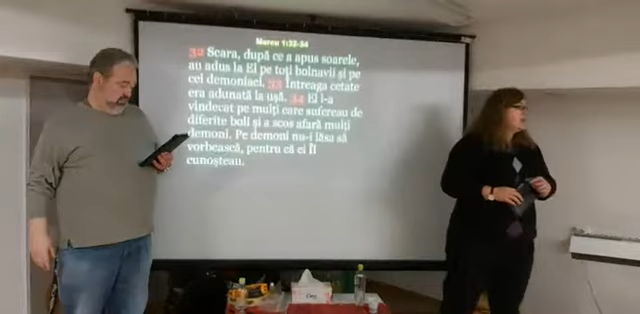 Marcu 1:32-34
32 Seara, după ce a apus soarele,
au adus la El pe toți bolnavii și pe
cei demoniaci. 33 Întreaga cetate
era adunată la ușă. 34 El i-a
vindecat pe mulți care sufereau de
diferite boli și a scos afară mulți
demoni. Pe demoni nu-i lăsa să
vorbească, pentru că ei Îl
cunoșteau.